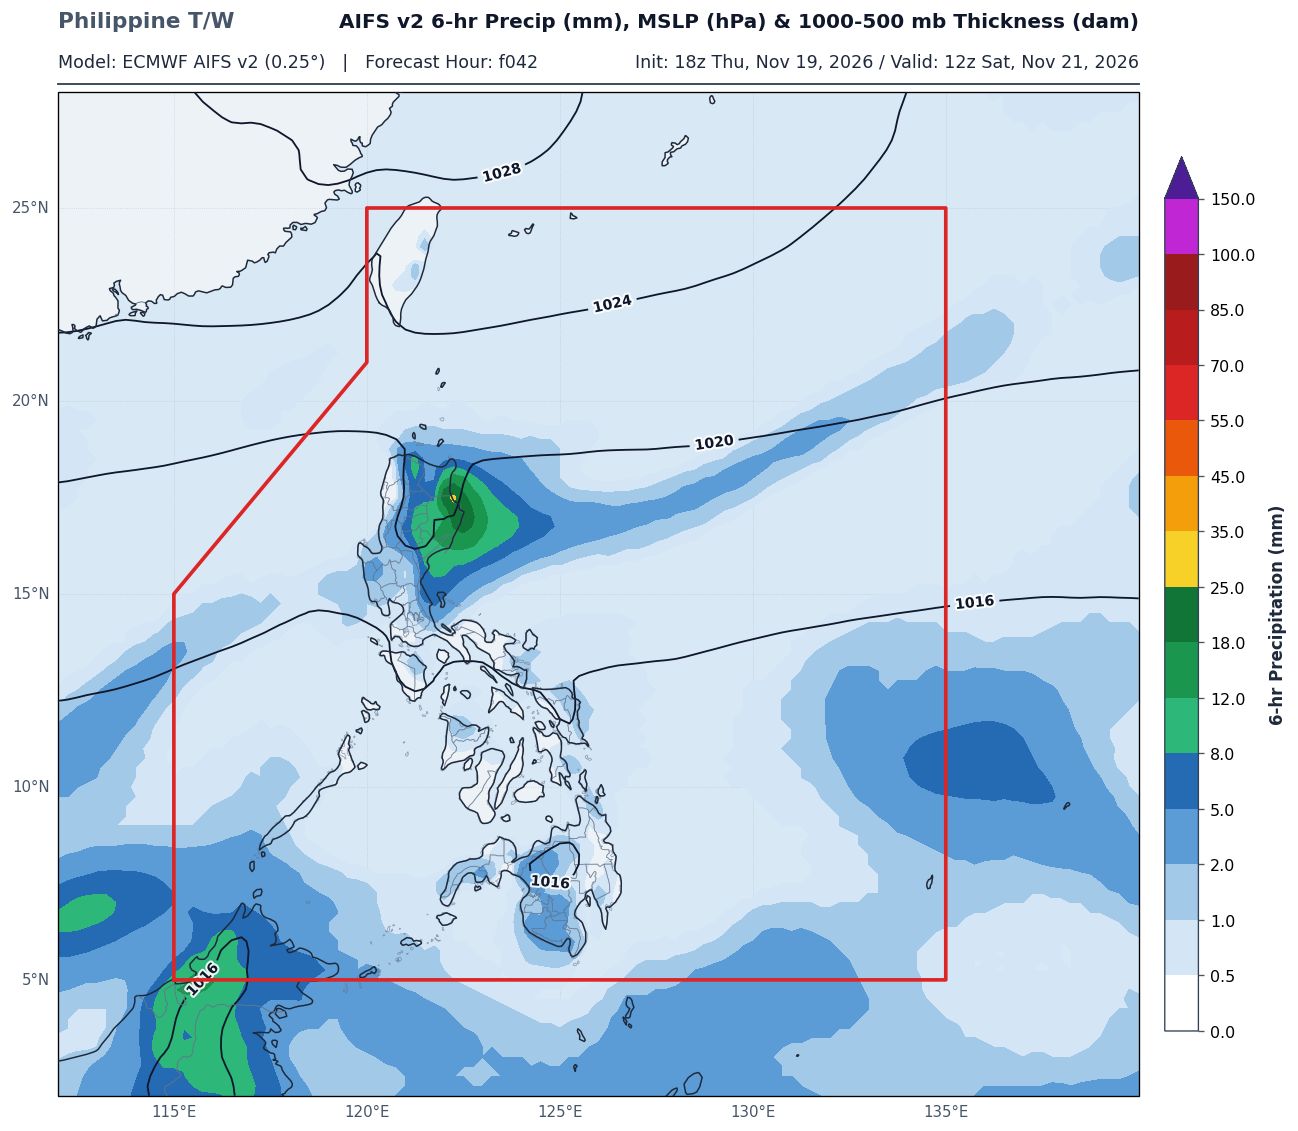 Philippine T/W
AIFS v2 6-hr Precip (mm), MSLP (hPa) & 1000-500 mb Thickness (dam)
Model: ECMWF AIFS v2 (0.25°) | Forecast Hour: f042
Init: 18z Thu, Nov 19, 2026 / Valid: 12z Sat, Nov 21, 2026
1028
1024
1020
1016
1016
1016
25°N
20°N
15°N
10°N
5°N
115°E
120°E
125°E
130°E
135°E
150.0
100.0
85.0
70.0
55.0
45.0
35.0
25.0
18.0
12.0
8.0
5.0
2.0
1.0
0.5
0.0
6-hr Precipitation (mm)